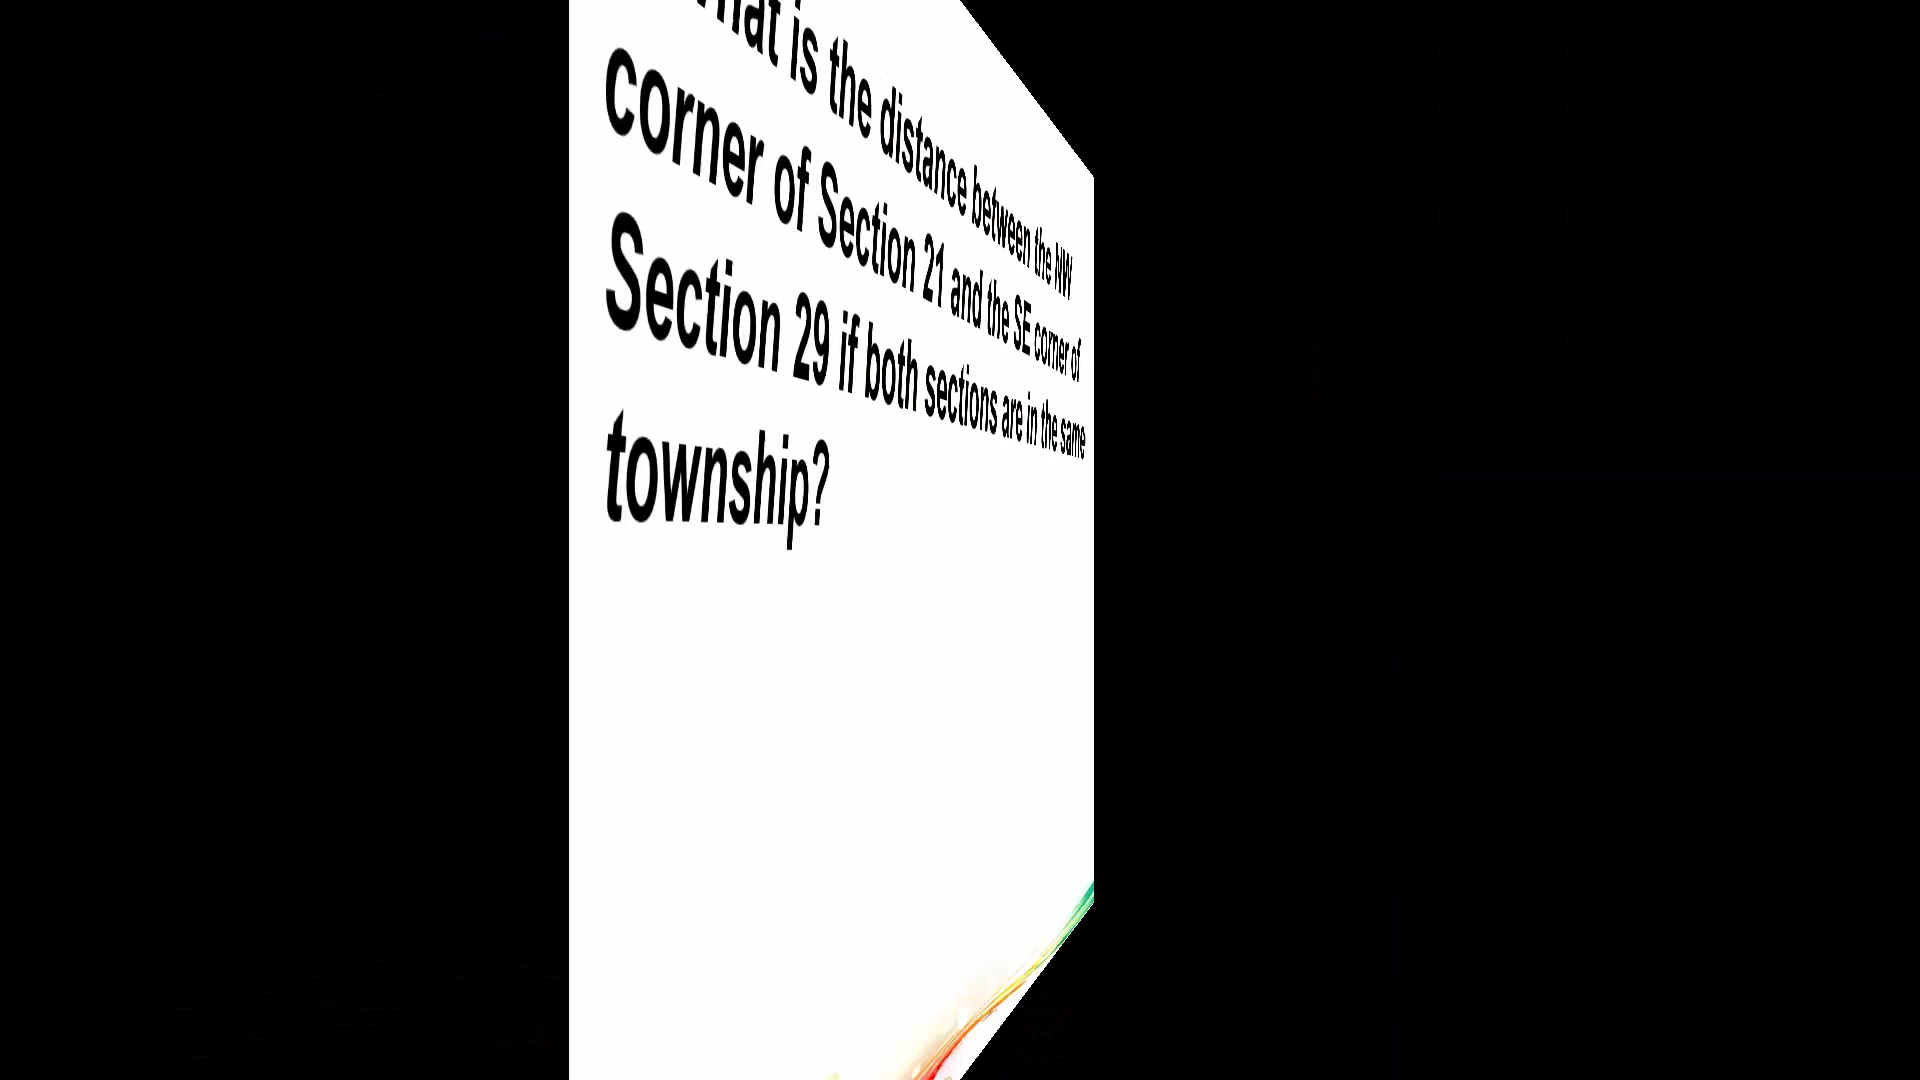 is the distance between the NW
corner of Section 21 and the SE corner of
Section 29 if both sections are in the same
township?